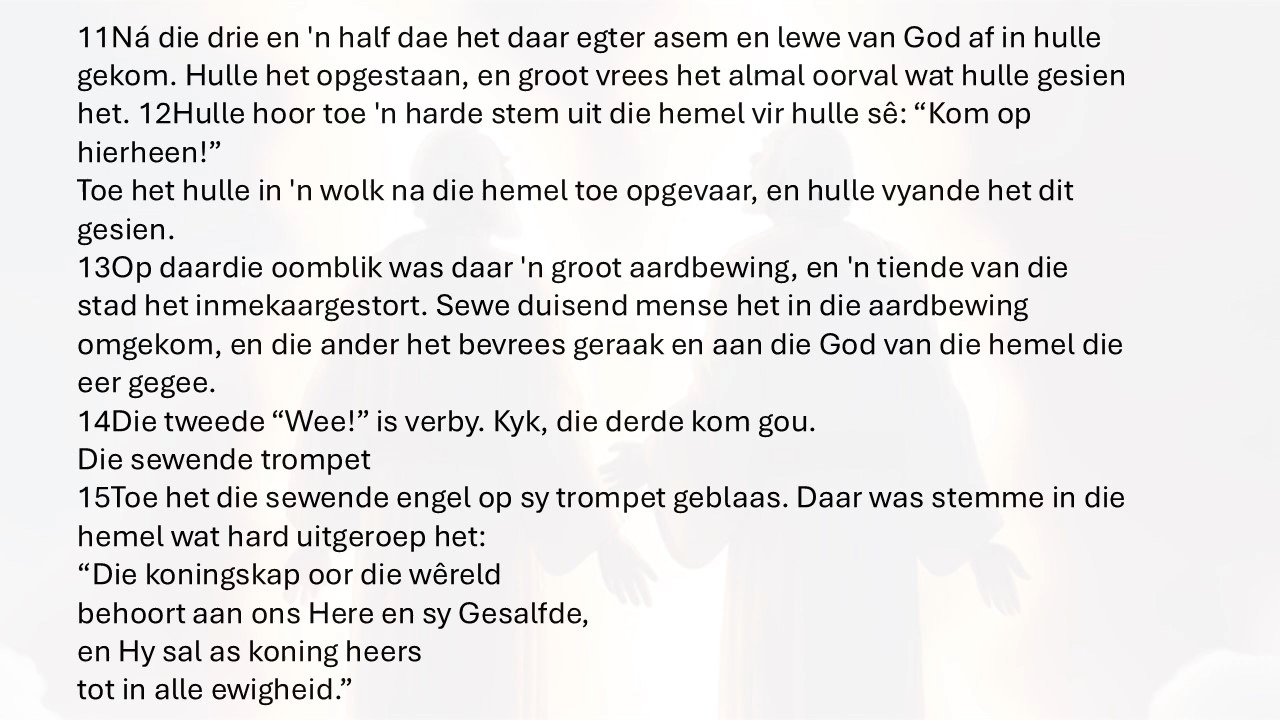 11Ná die drie en 'n half dae het daar egter asem en lewe van God af in hulle
gekom. Hulle het opgestaan, en groot vrees het almal oorval wat hulle gesien
het. 12Hulle hoor toe 'n harde stem uit die hemel vir hulle sê: “Kom op
hierheen!”
Toe het hulle in 'n wolk na die hemel toe opgevaar, en hulle vyande het dit
gesien.
13Op daardie oomblik was daar 'n groot aardbewing, en 'n tiende van die
stad het inmekaargestort. Sewe duisend mense het in die aardbewing
omgekom, en die ander het bevrees geraak en aan die God van die hemel die
eer gegee.
14Die tweede “Wee!” is verby. Kyk, die derde kom gou.
Die sewende trompet
15Toe het die sewende engel op sy trompet geblaas. Daar was stemme in die
hemel wat hard uitgeroep het:
“Die koningskap oor die wêreld
behoort aan ons Here en sy Gesalfde,
en Hy sal as koning heers
tot in alle ewigheid.”